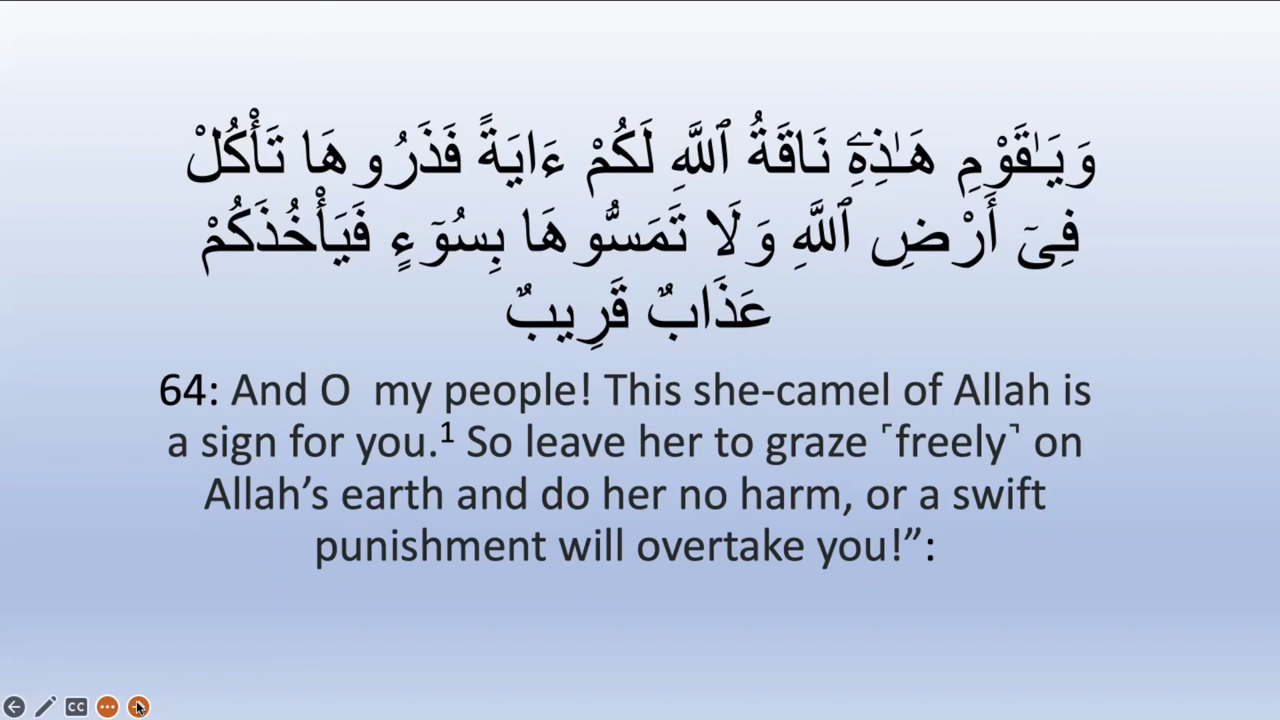 وَيَـٰقَوْمِ هَـٰذِهِۦ نَاقَةُ ٱللَّهِ لَكُمْ ءَايَةً فَذَرُوهَا تَأْكُلْ
فِىٓ أَرْضِ ٱللَّهِ وَلَا تَمَسُّوهَا بِسُوٓءٍ فَيَأْخُذَكُمْ
عَذَابٌ قَرِيبٌ
64: And O  my people! This she-camel of Allah is
a sign for you.¹ So leave her to graze ˹freely˺ on
Allah’s earth and do her no harm, or a swift
punishment will overtake you!”:
CC